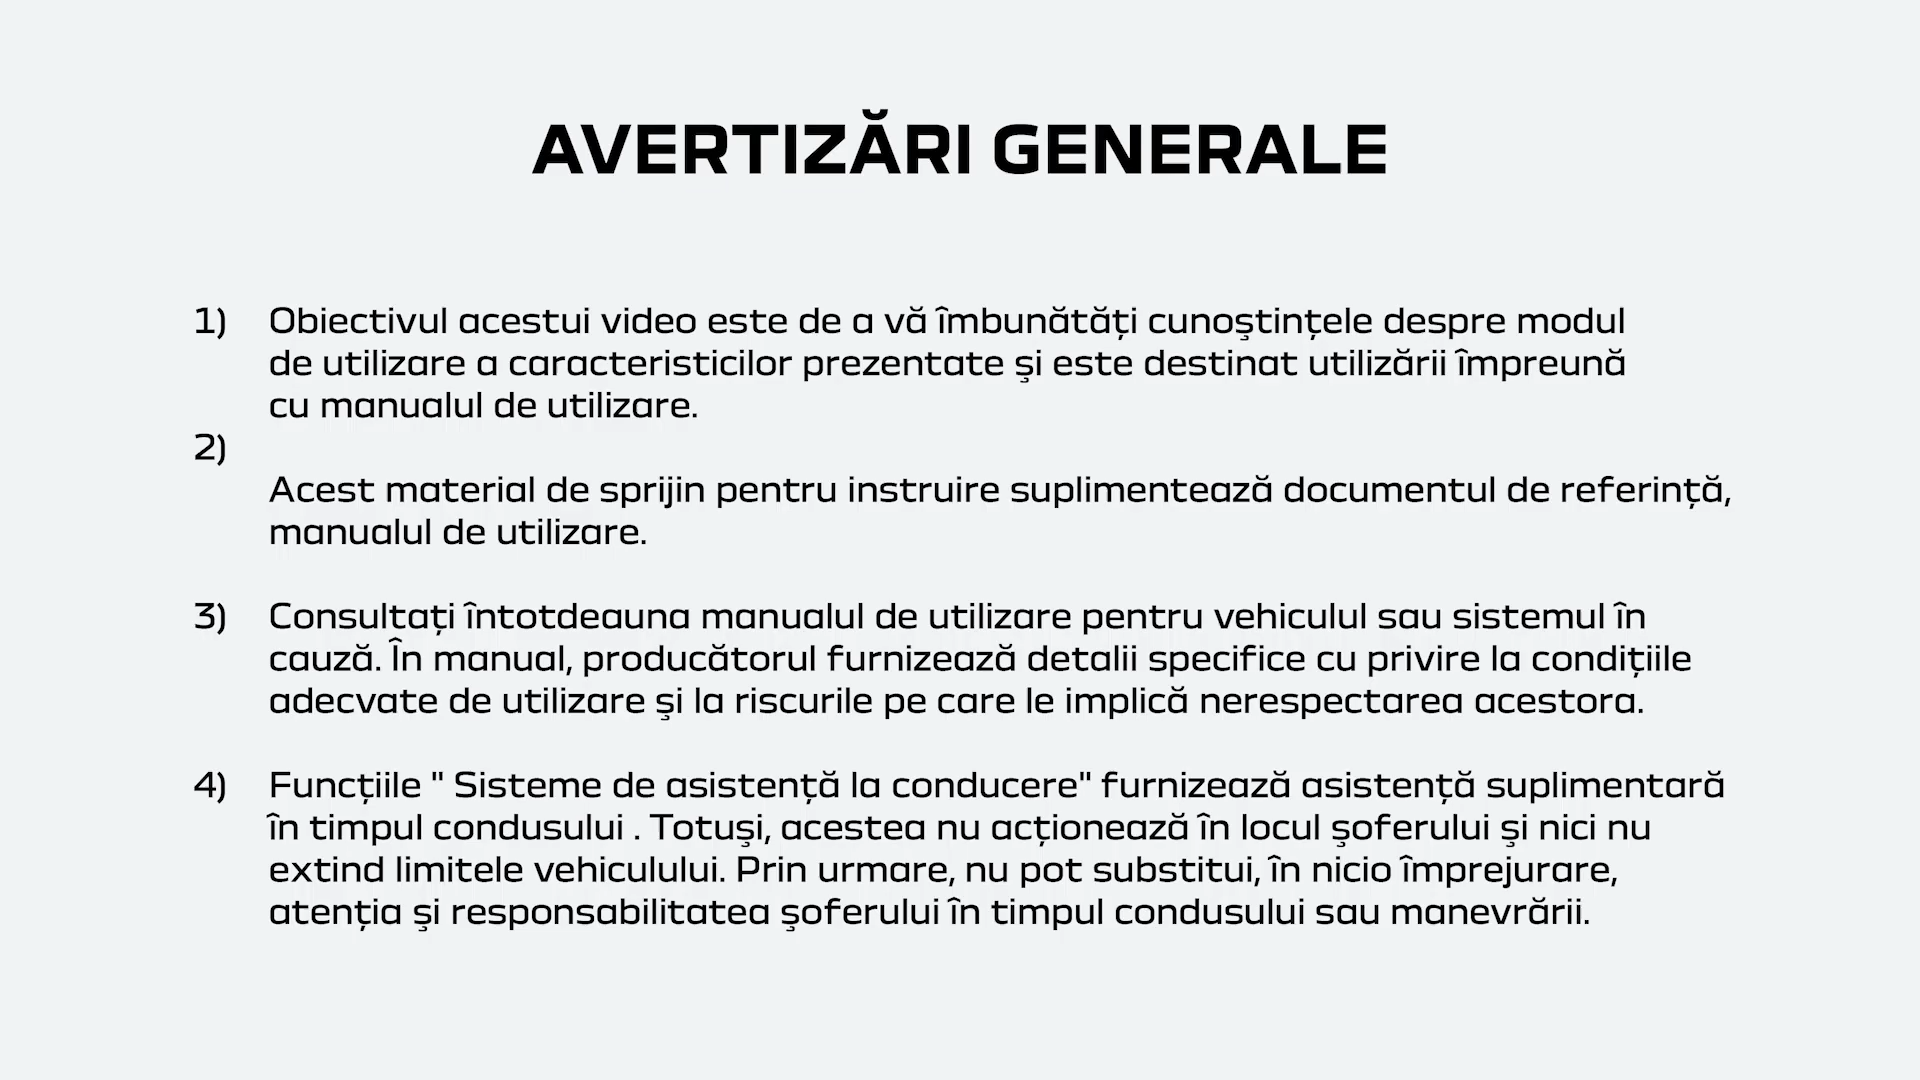 AVERTIZĂRI GENERALE
1) Obiectivul acestui video este de a vă îmbunătăți cunoştințele despre modul
de utilizare a caracteristicilor prezentate şi este destinat utilizării împreună
cu manualul de utilizare.
2)
Acest material de sprijin pentru instruire suplimentează documentul de referință,
manualul de utilizare.
3) Consultați întotdeauna manualul de utilizare pentru vehiculul sau sistemul în
cauză. În manual, producătorul furnizează detalii specifice cu privire la condițiile
adecvate de utilizare şi la riscurile pe care le implică nerespectarea acestora.
4) Funcțiile " Sisteme de asistență la conducere" furnizează asistență suplimentară
în timpul condusului . Totuşi, acestea nu acționează în locul şoferului şi nici nu
extind limitele vehiculului. Prin urmare, nu pot substitui, în nicio împrejurare,
atenția şi responsabilitatea şoferului în timpul condusului sau manevrării.